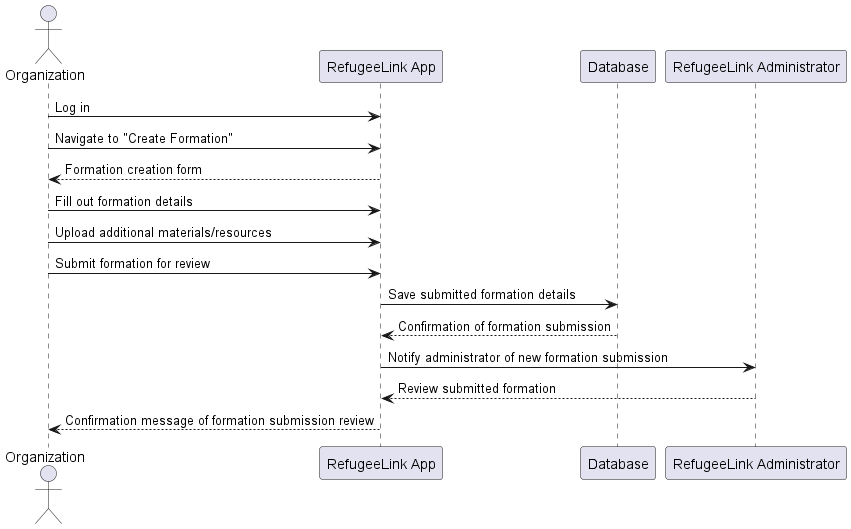 Organization
RefugeeLink App
Database
RefugeeLink Administrator
Log in
Navigate to "Create Formation"
Formation creation form
Fill out formation details
Upload additional materials/resources
Submit formation for review
Save submitted formation details
Confirmation of formation submission
Notify administrator of new formation submission
Review submitted formation
Confirmation message of formation submission review
Organization
RefugeeLink App
Database
RefugeeLink Administrator